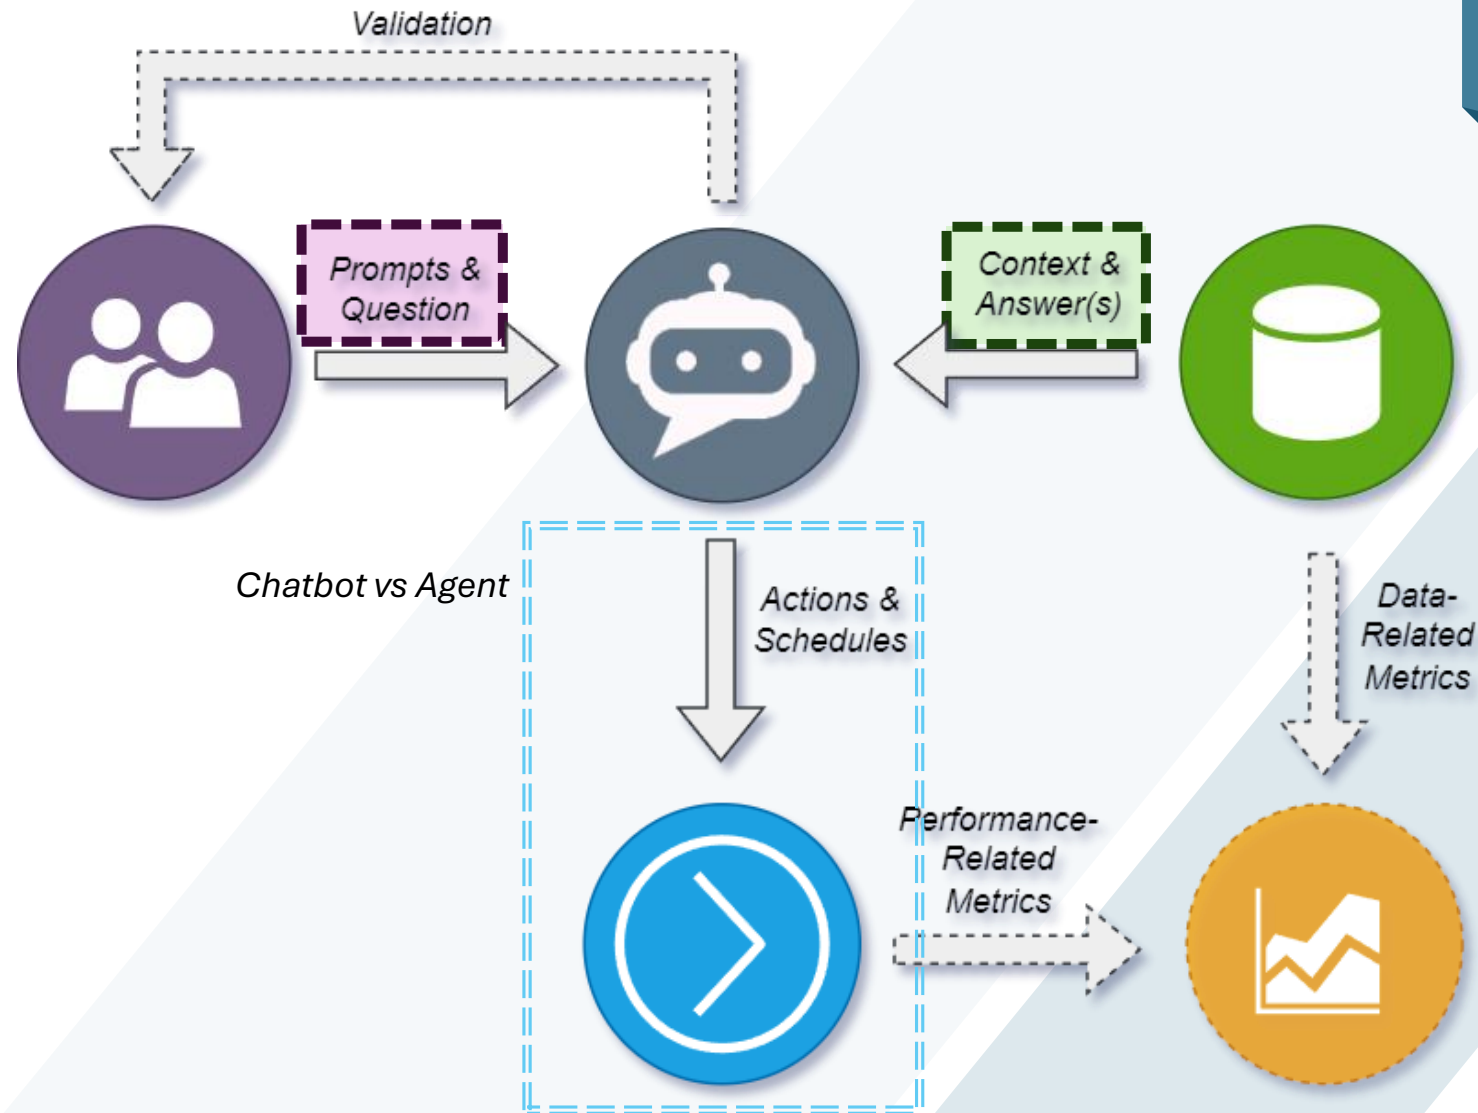 Validation
Prompts &
Question
Context &
Answer(s)
Chatbot vs Agent
Actions &
Schedules
Data-
Related
Metrics
Performance-
Related
Metrics